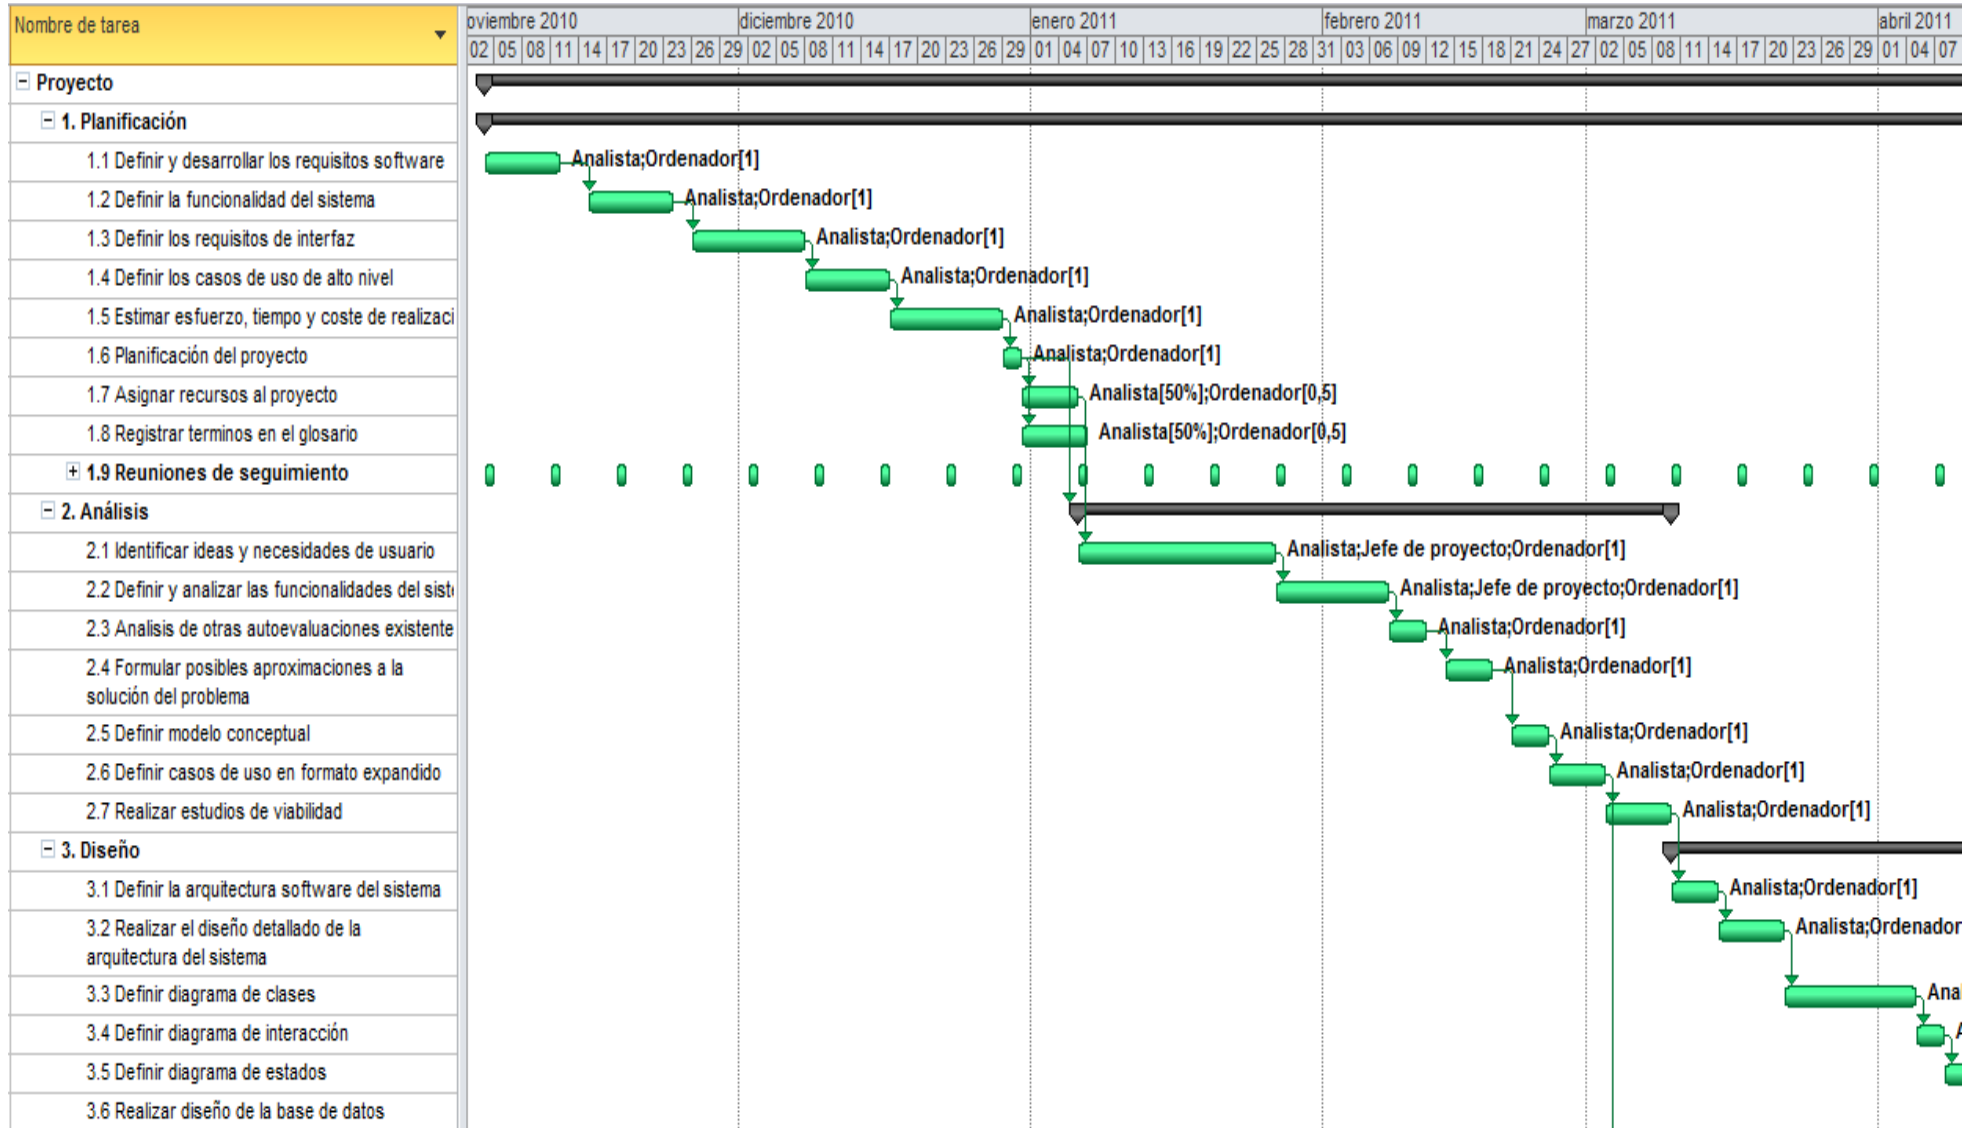 Nombre de tarea
oviembre 2010 diciembre 2010 enero 2011 febrero 2011 marzo 2011 abril 2011
02 05 08 11 14 17 20 23 26 29 02 05 08 11 14 17 20 23 26 29 01 04 07 10 13 16 19 22 25 28 31 03 06 09 12 15 18 21 24 27 02 05 08 11 14 17 20 23 26 29 01 04 07
Proyecto
1. Planificación
1.1 Definir y desarrollar los requisitos software Analista;Ordenador[1]
1.2 Definir la funcionalidad del sistema Analista;Ordenador[1]
1.3 Definir los requisitos de interfaz Analista;Ordenador[1]
1.4 Definir los casos de uso de alto nivel Analista;Ordenador[1]
1.5 Estimar esfuerzo, tiempo y coste de realizaci Analista;Ordenador[1]
1.6 Planificación del proyecto Analista;Ordenador[1]
1.7 Asignar recursos al proyecto Analista[50%];Ordenador[0,5]
1.8 Registrar terminos en el glosario Analista[50%];Ordenador[0,5]
1.9 Reuniones de seguimiento
2. Análisis
2.1 Identificar ideas y necesidades de usuario Analista;Jefe de proyecto;Ordenador[1]
2.2 Definir y analizar las funcionalidades del sist Analista;Jefe de proyecto;Ordenador[1]
2.3 Analisis de otras autoevaluaciones existente Analista;Ordenador[1]
2.4 Formular posibles aproximaciones a la Analista;Ordenador[1]
solución del problema
2.5 Definir modelo conceptual Analista;Ordenador[1]
2.6 Definir casos de uso en formato expandido Analista;Ordenador[1]
2.7 Realizar estudios de viabilidad Analista;Ordenador[1]
3. Diseño
3.1 Definir la arquitectura software del sistema Analista;Ordenador[1]
3.2 Realizar el diseño detallado de la Analista;Ordenador
arquitectura del sistema
3.3 Definir diagrama de clases Anal
3.4 Definir diagrama de interacción A
3.5 Definir diagrama de estados
3.6 Realizar diseño de la base de datos